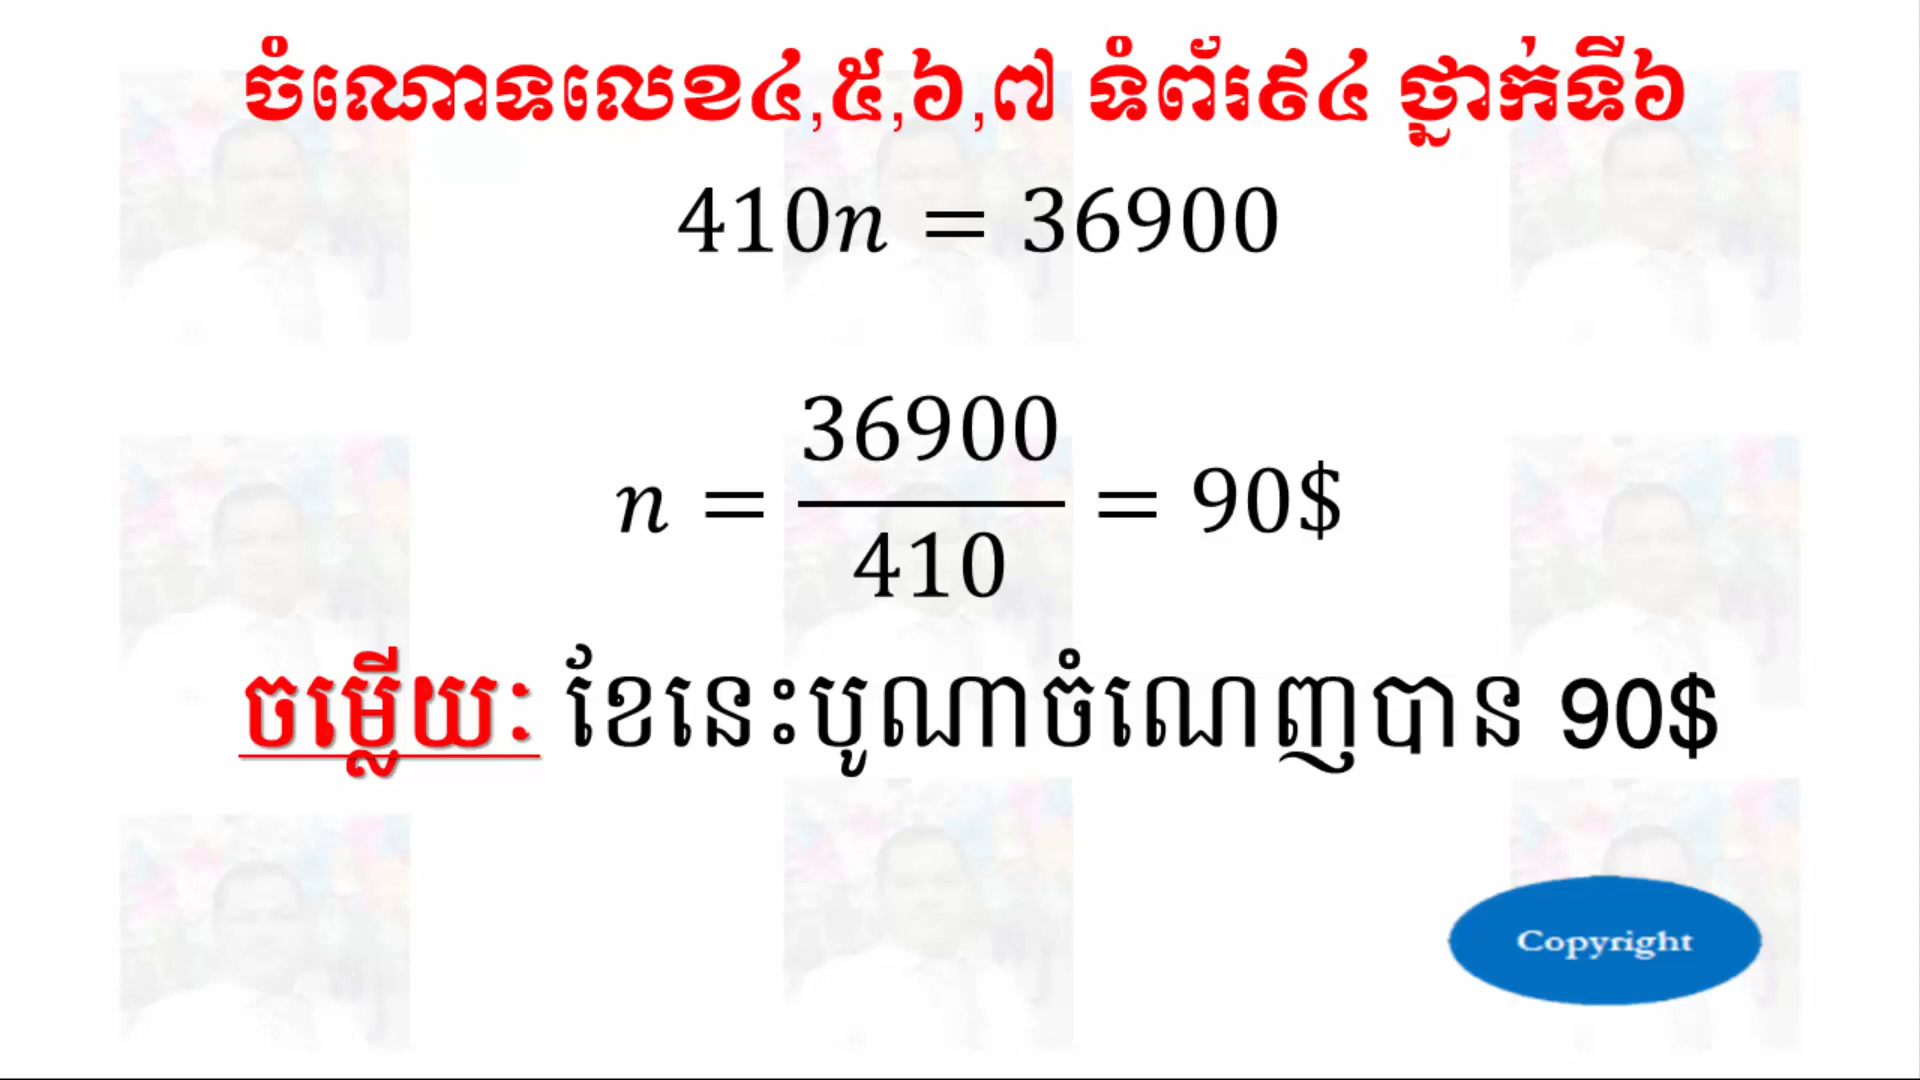 ចំណោទលេខ៤,៥,៦,៧ ទំព័រ៩៤ ថ្នាក់ទី៦
410n = 36900
n = 36900/410 = 90$
ចម្លើយៈ ខែនេះបូណាចំណេញបាន 90$
Copyright